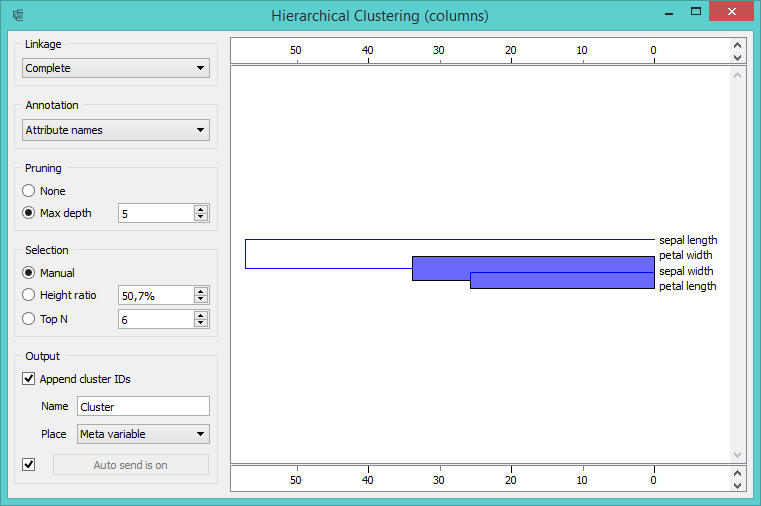 Hierarchical Clustering (columns)
Linkage
Complete
Annotation
Attribute names
Pruning
None
Max depth 5
Selection
Manual
Height ratio 50,7%
Top N 6
Output
Append cluster IDs
Name Cluster
Place Meta variable
Auto send is on
50 40 30 20 10 0
sepal length
petal width
sepal width
petal length
50 40 30 20 10 0